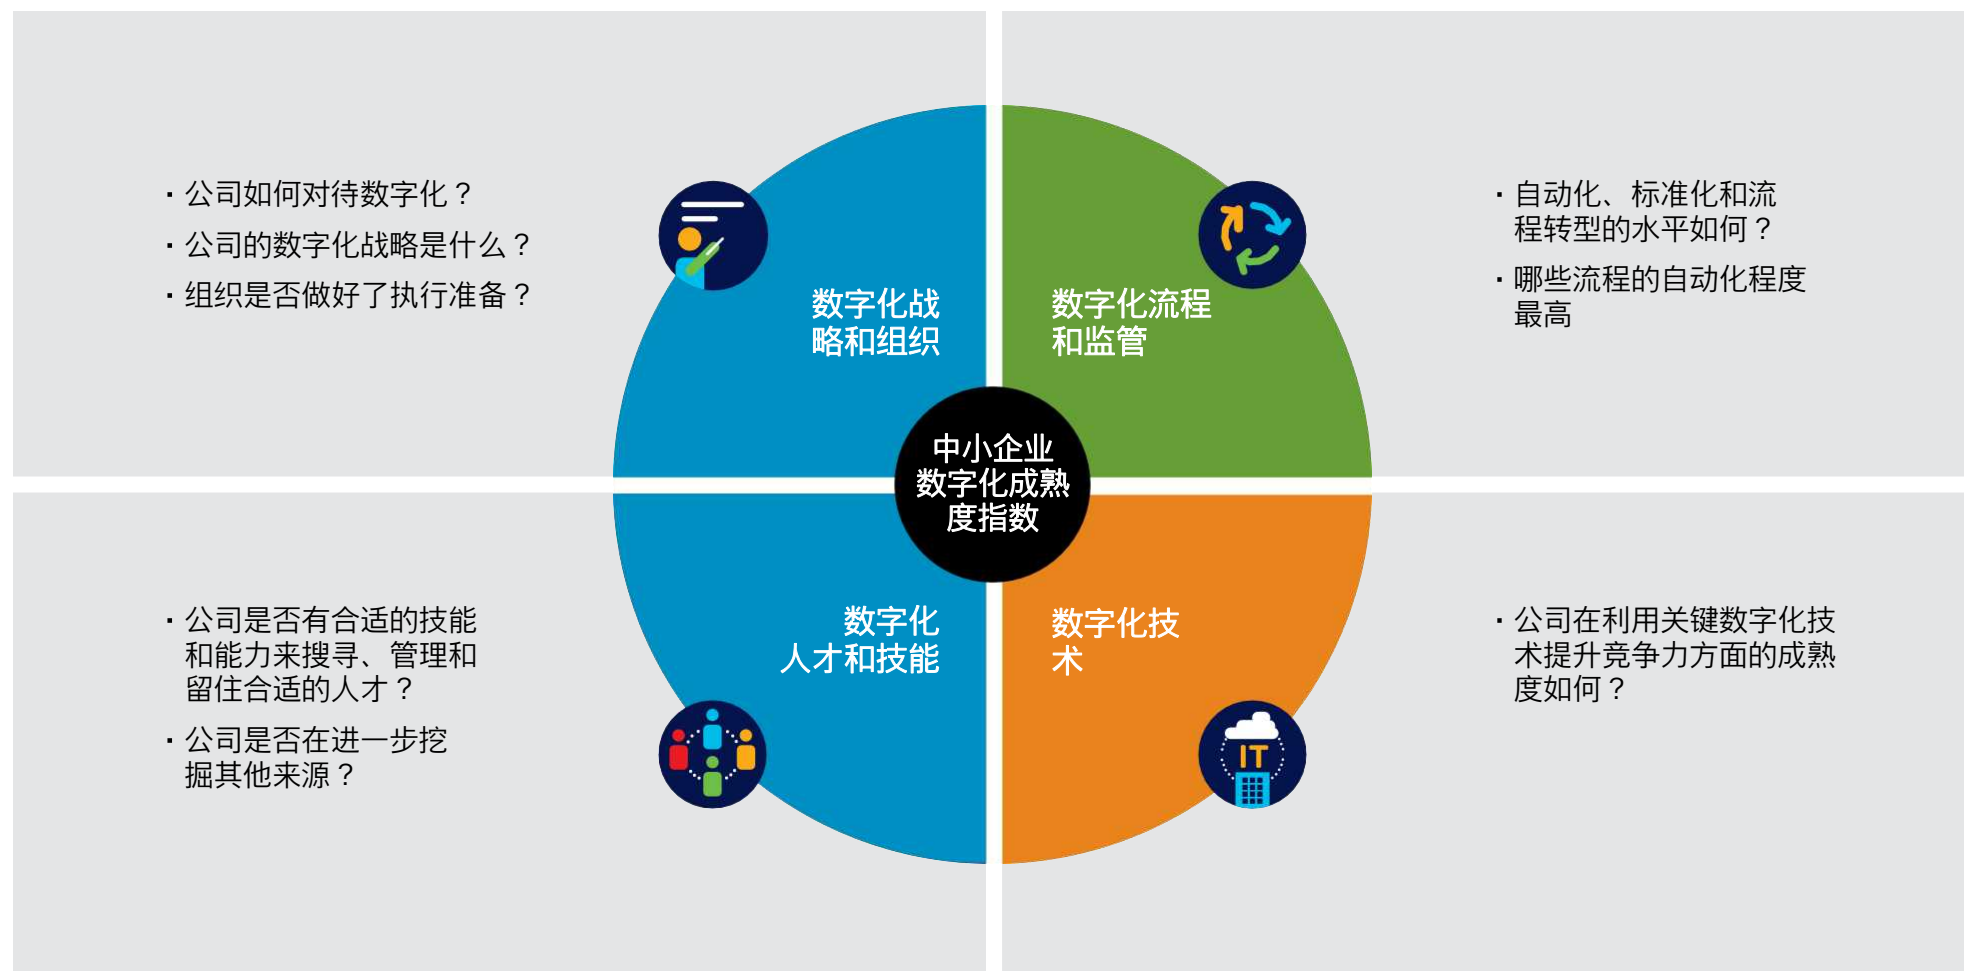 · 公司如何对待数字化？
· 公司的数字化战略是什么？
· 组织是否做好了执行准备？
数字化战
略和组织
数字化流程
和监管
· 自动化、标准化和流
程转型的水平如何？
· 哪些流程的自动化程度
最高
中小企业
数字化成熟
度指数
· 公司是否有合适的技能
和能力来搜寻、管理和
留住合适的人才？
· 公司是否在进一步挖
掘其他来源？
数字化
人才和技能
数字化技
术
IT
· 公司在利用关键数字化技
术提升竞争力方面的成熟
度如何？